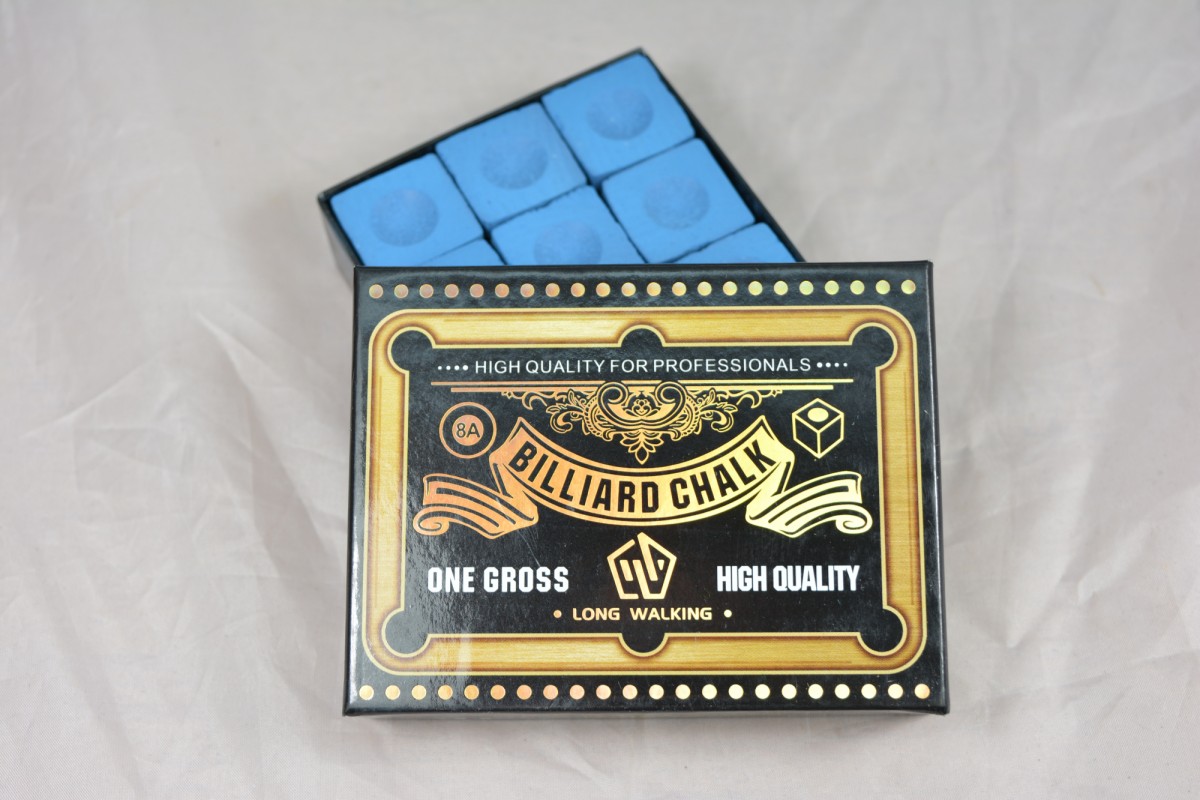 •••• HIGH QUALITY FOR PROFESSIONALS ••••
8A
BILLIARD CHALK
ONE GROSS
HIGH QUALITY
• LONG WALKING •